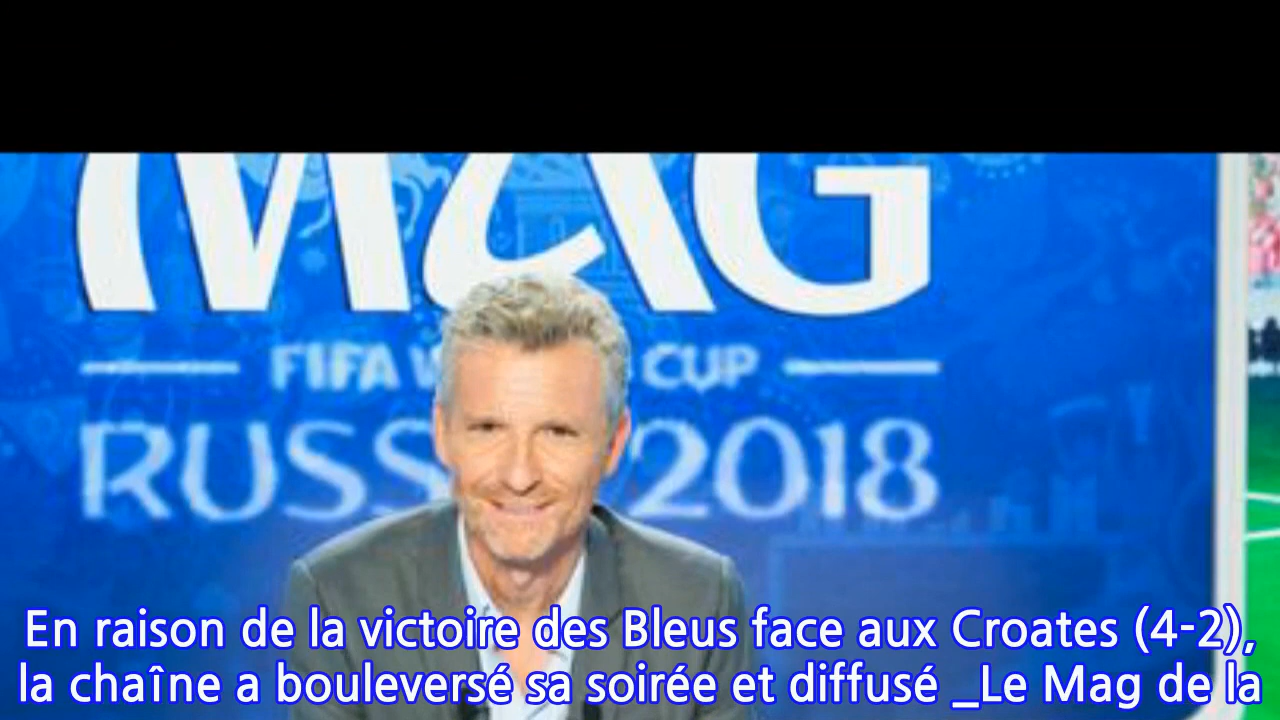 MAG
FIFA CUP
RUSS 2018
En raison de la victoire des Bleus face aux Croates (4-2),
la chaîne a bouleversé sa soirée et diffusé _Le Mag de la